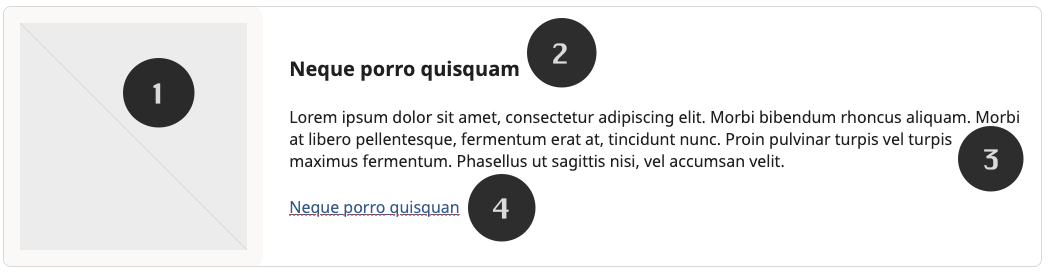 1
2
Neque porro quisquam
Lorem ipsum dolor sit amet, consectetur adipiscing elit. Morbi bibendum rhoncus aliquam. Morbi
at libero pellentesque, fermentum erat at, tincidunt nunc. Proin pulvinar turpis vel turpis
maximus fermentum. Phasellus ut sagittis nisi, vel accumsan velit.
3
Neque porro quisquan
4